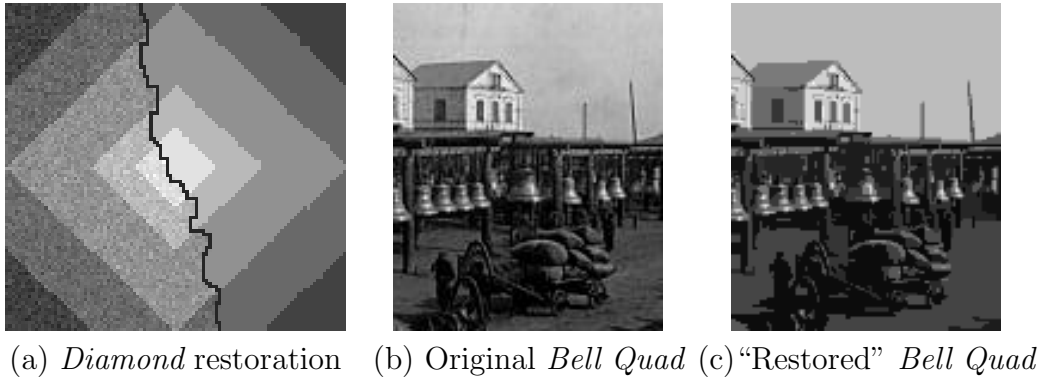 (a) Diamond restoration (b) Original Bell Quad (c) “Restored” Bell Quad